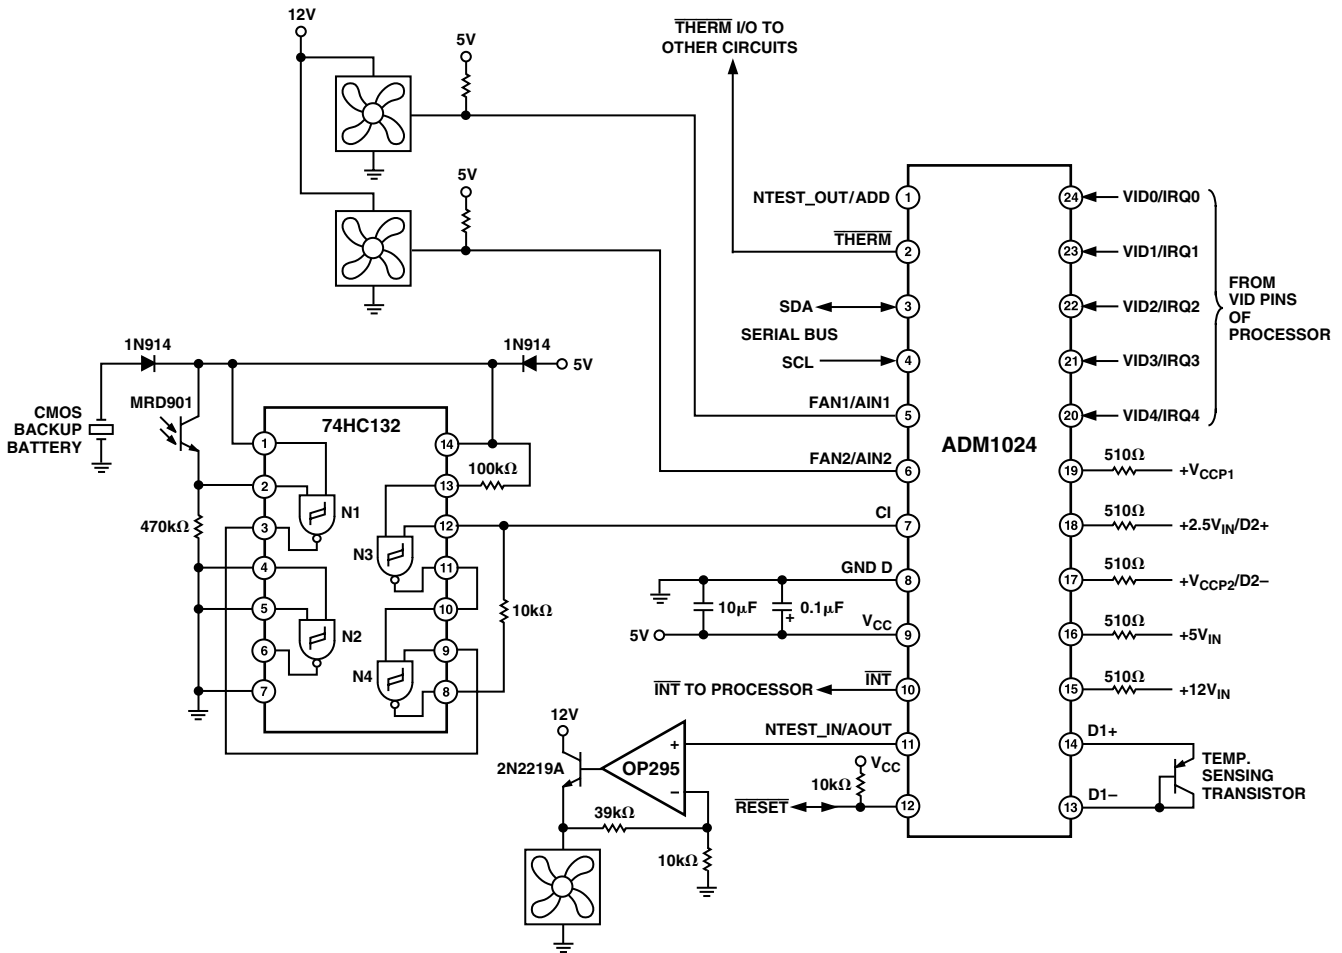 12V
5V
5V
THERM I/O TO
OTHER CIRCUITS
NTEST_OUT/ADD
1
THERM
2
SDA
3
SERIAL BUS
SCL
4
FAN1/AIN1
5
FAN2/AIN2
6
CI
7
GND D
8
10µF
0.1µF
+
VCC
5V
9
INT
INT TO PROCESSOR
10
NTEST_IN/AOUT
11
VCC
10kΩ
RESET
12
ADM1024
24
VID0/IRQ0
23
VID1/IRQ1
22
VID2/IRQ2
21
VID3/IRQ3
20
VID4/IRQ4
FROM
VID PINS
OF
PROCESSOR
19
510Ω
+VCCP1
18
510Ω
+2.5VIN/D2+
17
510Ω
+VCCP2/D2–
16
510Ω
+5VIN
15
510Ω
+12VIN
14
D1+
13
D1–
TEMP.
SENSING
TRANSISTOR
1N914
1N914
5V
CMOS
BACKUP
BATTERY
MRD901
470kΩ
74HC132
1
2
3
4
5
6
7
N1
N2
N3
N4
14
13
12
11
10
9
8
100kΩ
10kΩ
12V
2N2219A
OP295
+
–
39kΩ
10kΩ